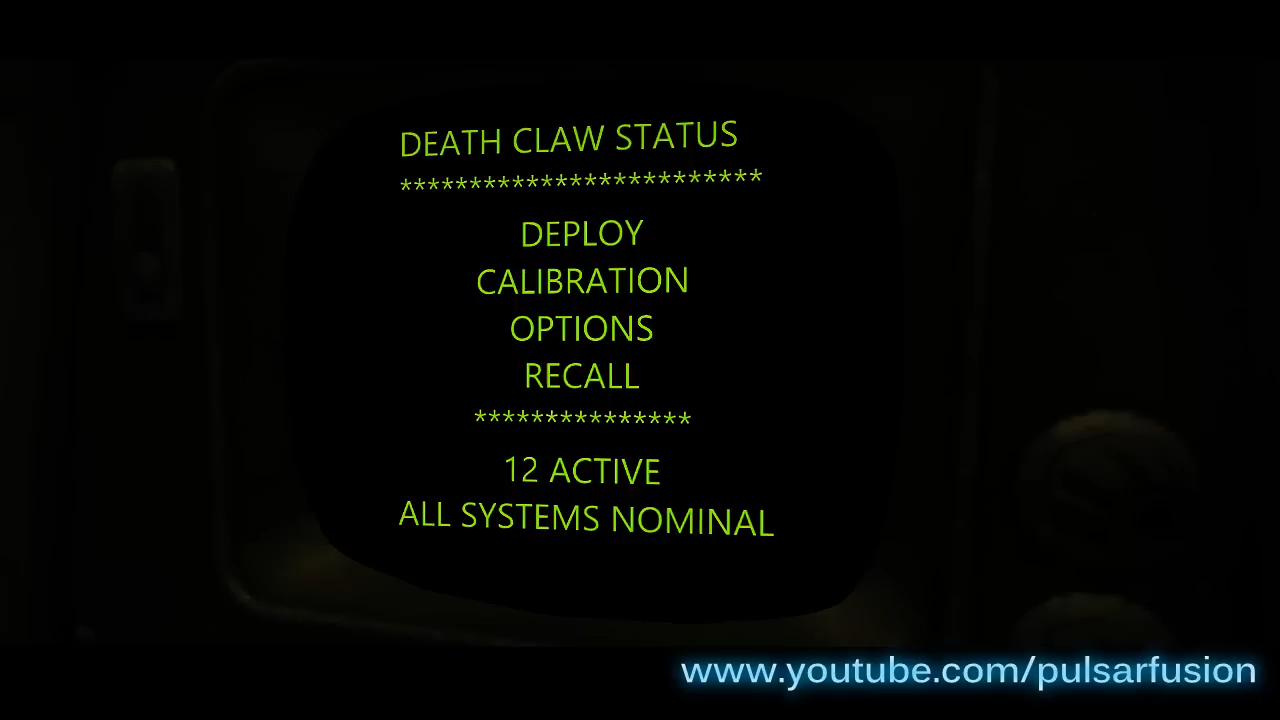 DEATH CLAW STATUS
*************************
DEPLOY
CALIBRATION
OPTIONS
RECALL
***************
12 ACTIVE
ALL SYSTEMS NOMINAL
www.youtube.com/pulsarfusion